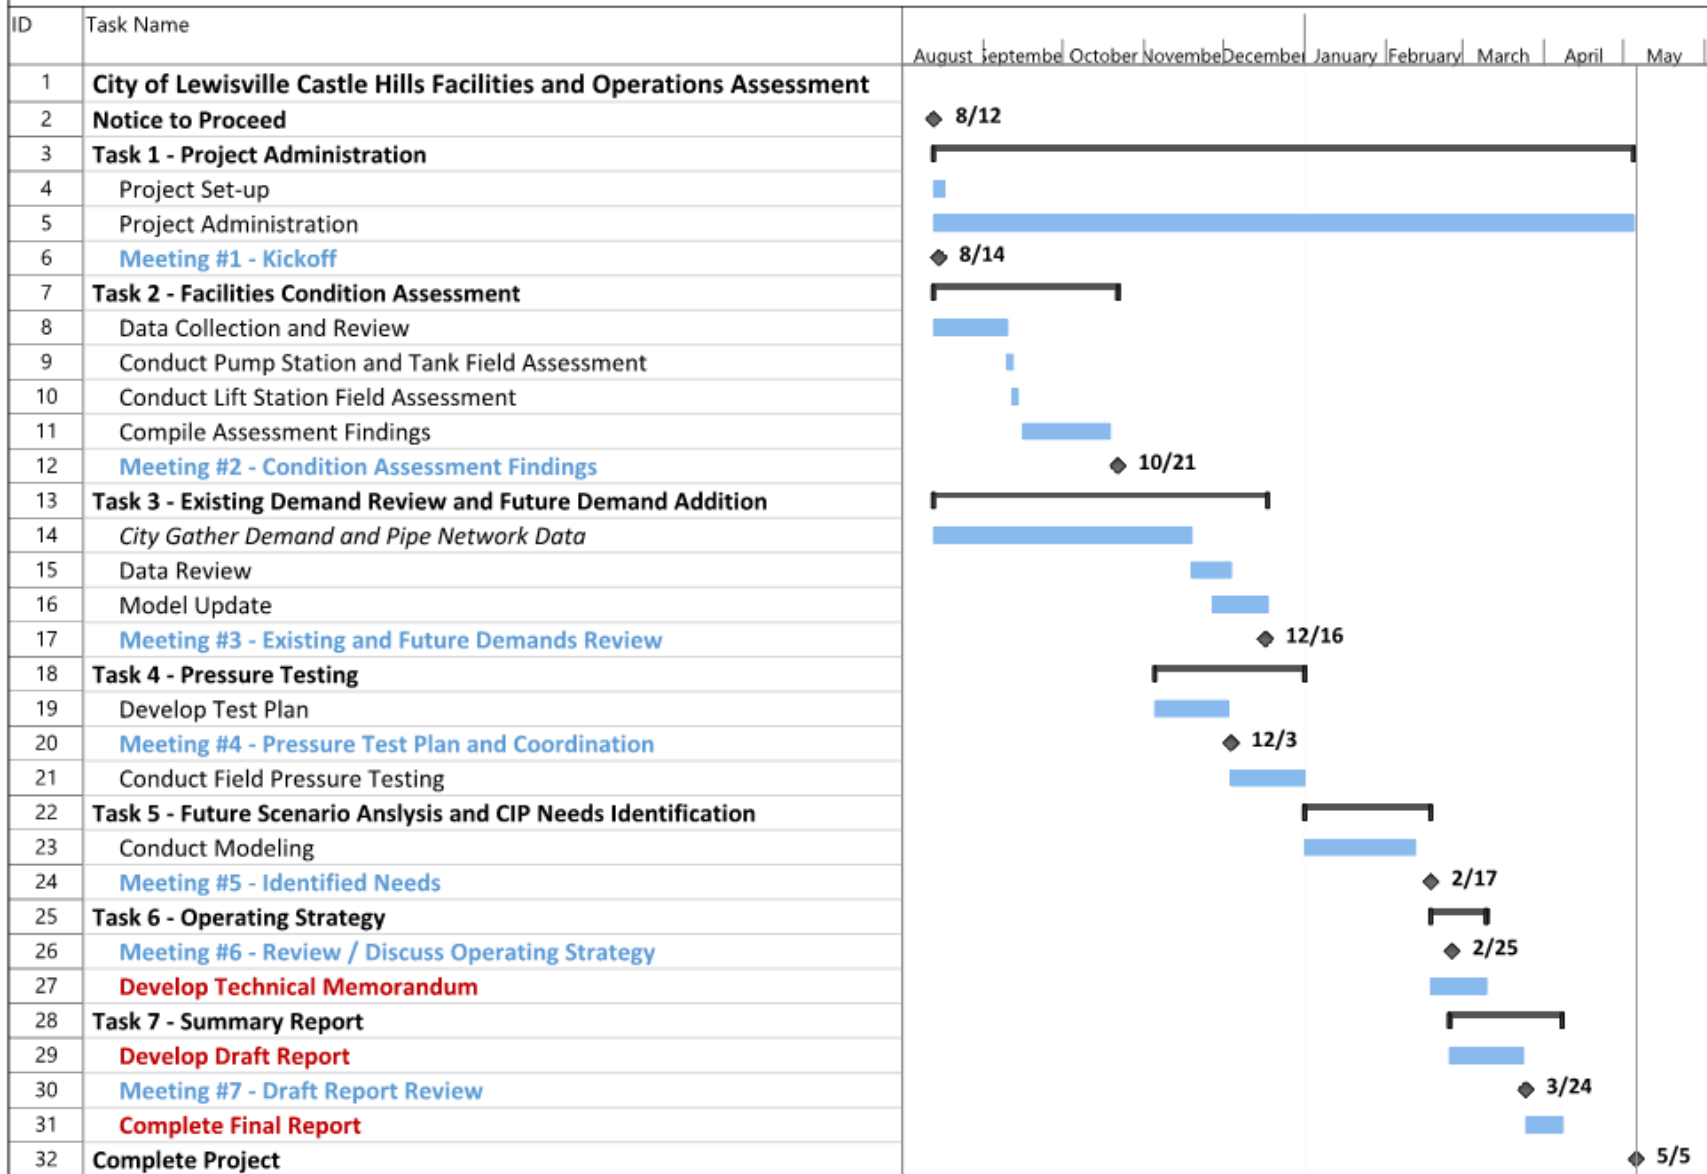 ID Task Name
August Septembe October Novembe December January February March April May
1 City of Lewisville Castle Hills Facilities and Operations Assessment
2 Notice to Proceed 8/12
3 Task 1 - Project Administration
4 Project Set-up
5 Project Administration
6 Meeting #1 - Kickoff 8/14
7 Task 2 - Facilities Condition Assessment
8 Data Collection and Review
9 Conduct Pump Station and Tank Field Assessment
10 Conduct Lift Station Field Assessment
11 Compile Assessment Findings
12 Meeting #2 - Condition Assessment Findings 10/21
13 Task 3 - Existing Demand Review and Future Demand Addition
14 City Gather Demand and Pipe Network Data
15 Data Review
16 Model Update
17 Meeting #3 - Existing and Future Demands Review 12/16
18 Task 4 - Pressure Testing
19 Develop Test Plan
20 Meeting #4 - Pressure Test Plan and Coordination 12/3
21 Conduct Field Pressure Testing
22 Task 5 - Future Scenario Anslysis and CIP Needs Identification
23 Conduct Modeling
24 Meeting #5 - Identified Needs 2/17
25 Task 6 - Operating Strategy
26 Meeting #6 - Review / Discuss Operating Strategy 2/25
27 Develop Technical Memorandum
28 Task 7 - Summary Report
29 Develop Draft Report
30 Meeting #7 - Draft Report Review 3/24
31 Complete Final Report
32 Complete Project 5/5